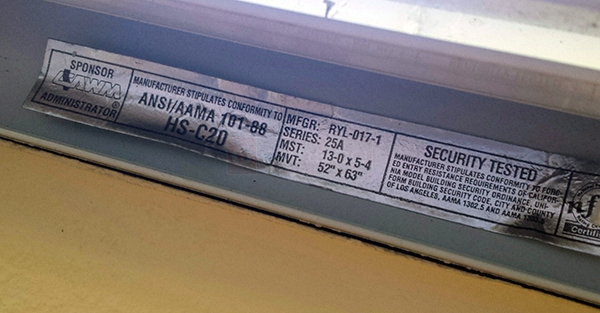 SPONSOR
AWM®
ADMINISTRATOR
MANUFACTURER STIPULATES CONFORMITY TO
ANSI/AAMA 101-88
HS-C20
MFGR: RYL-017-1
SERIES: 25A
MST: 13-0 x 5-4
MVT: 52" x 63"
SECURITY TESTED
MANUFACTURER STIPULATES CONFORMITY TO FORC-
ED ENTRY RESISTANCE REQUIREMENTS OF CALIFOR-
NIA MODEL BUILDING SECURITY ORDINANCE, UNI-
FORM BUILDING SECURITY CODE, CITY AND COUNTY
OF LOS ANGELES, AAMA 1302.5 AND AAMA
nf
Certifi